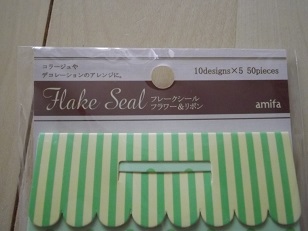 コラージュや
デコレーションのアレンジに。
10designs×5 50pieces
Flake Seal
フレークシール
フラワー&リボン
amifa